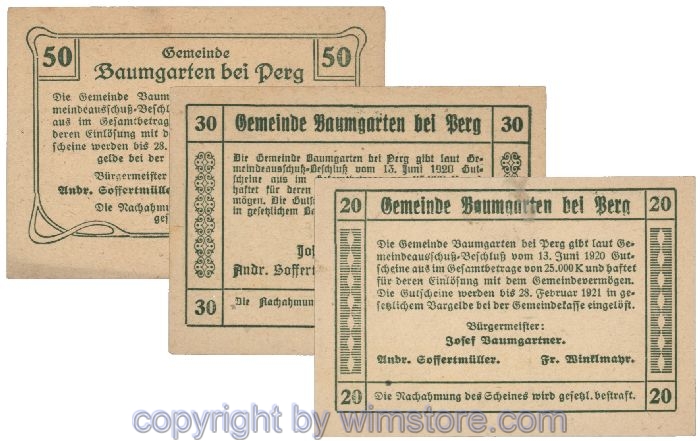 50 Gemeinde 50
Baumgarten bei Perg
Die Gemeinde Baum
meindeausschuß-Beschl
aus im Gesamtbetrage
deren Einlösung mit d
scheine werden bis 28.
gelde bei der
Bürgermeister
Andr. Soffertmüller
Die Nachahmung
ges
30 Gemeinde Baumgarten bei Perg 30
Die Gemeinde Baumgarten bei Perg gibt laut Ge-
meindeausschuß-Beschluß vom 13. Juni 1920 Gut-
scheine aus im
haftet für deren
mögen. Die Gutsc
in gesetzlichem Ba
Jos
Andr. Soffertm
30 Die Nachahmun
20 Gemeinde Baumgarten bei Perg 20
Die Gemeinde Baumgarten bei Perg gibt laut Ge-
meindeausschuß-Beschluß vom 13. Juni 1920 Gut-
scheine aus im Gesamtbetrage von 25.000 K und haftet
für deren Einlösung mit dem Gemeindevermögen.
Die Gutscheine werden bis 28. Februar 1921 in ge-
setzlichem Bargelde bei der Gemeindekasse eingelöst.
Bürgermeister:
Josef Baumgartner.
Andr. Soffertmüller. Fr. Winklmayr.
20 Die Nachahmung des Scheines wird gesetzl. bestraft. 20
copyright by wimstore.com